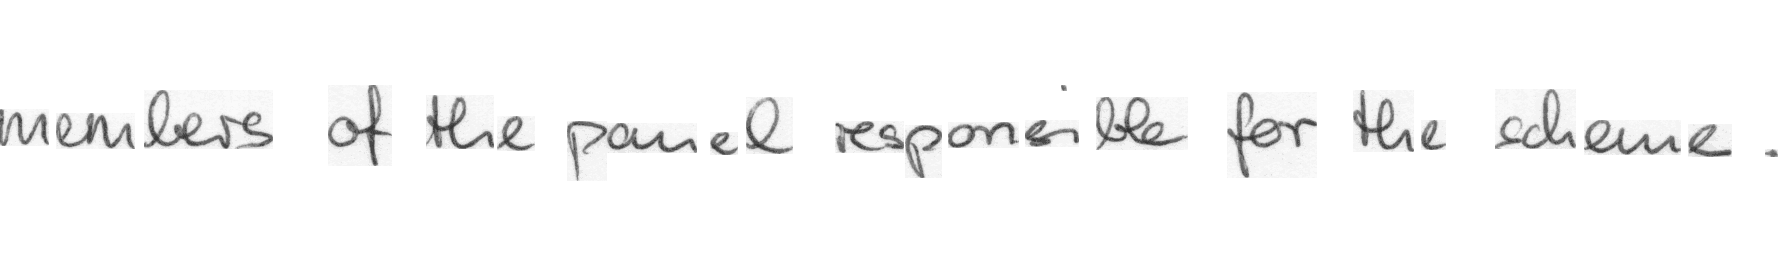 members of the panel responsible for the scheme .